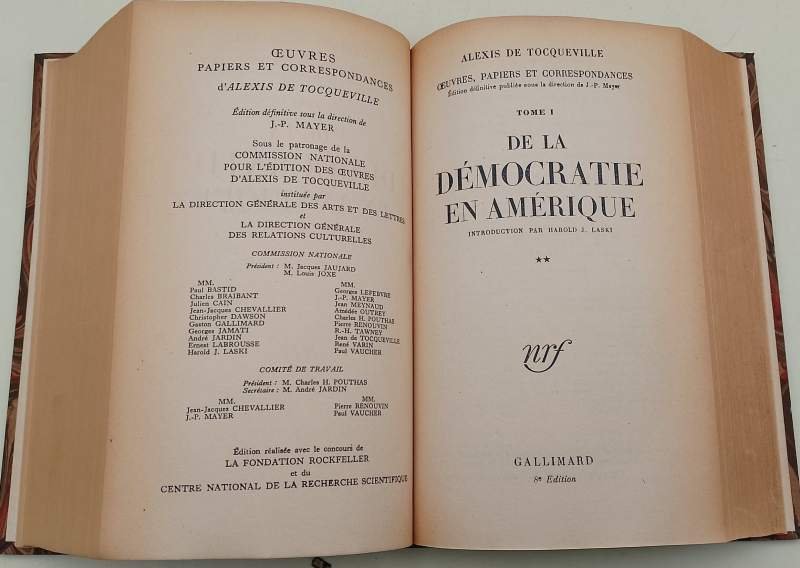 ŒUVRES
PAPIERS ET CORRESPONDANCES
d'ALEXIS DE TOCQUEVILLE
Édition définitive sous la direction de
J.-P. MAYER
Sous le patronage de la
COMMISSION NATIONALE
POUR L'ÉDITION DES ŒUVRES
D'ALEXIS DE TOCQUEVILLE
instituée par
LA DIRECTION GÉNÉRALE DES ARTS ET DES LETTRES
et
LA DIRECTION GÉNÉRALE
DES RELATIONS CULTURELLES
COMMISSION NATIONALE
Président : M. Jacques JAUJARD
M. Louis JOXE
MM.
Paul BASTID
Charles BRAIBANT
Julien CAIN
Jean-Jacques CHEVALLIER
Christopher DAWSON
Gaston GALLIMARD
Georges JAMATI
André JARDIN
Ernest LABROUSSE
Harold J. LASKI
MM.
Georges LEFEBVRE
J.-P. MAYER
Jean MEYNAUD
Amédée OUTREY
Charles H. POUTHAS
Pierre RENOUVIN
R.-H. TAWNEY
Jean de TOCQUEVILLE
René VARIN
Paul VAUCHER
COMITÉ DE TRAVAIL
Président : M. Charles H. POUTHAS
Secrétaire : M. André JARDIN
MM.
Jean-Jacques CHEVALLIER
J.-P. MAYER
MM.
Pierre RENOUVIN
Paul VAUCHER
Édition réalisée avec le concours de
LA FONDATION ROCKFELLER
et du
CENTRE NATIONAL DE LA RECHERCHE SCIENTIFIQUE
ALEXIS DE TOCQUEVILLE
ŒUVRES, PAPIERS ET CORRESPONDANCES
Édition définitive publiée sous la direction de J.-P. Mayer
TOME I
DE LA
DÉMOCRATIE
EN AMÉRIQUE
INTRODUCTION PAR HAROLD J. LASKI
★★
nrf
GALLIMARD
8e Edition